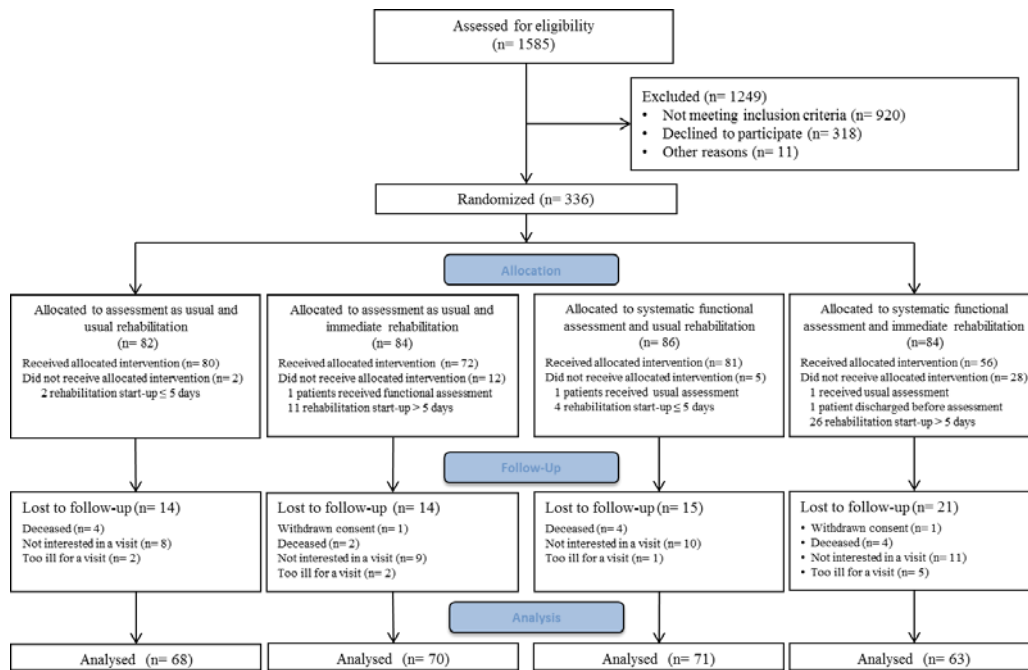 Assessed for eligibility
(n= 1585)
Excluded (n= 1249)
• Not meeting inclusion criteria (n= 920)
• Declined to participate (n= 318)
• Other reasons (n= 11)
Randomized (n= 336)
Allocation
Allocated to assessment as usual and
usual rehabilitation
(n= 82)
Received allocated intervention (n= 80)
Did not receive allocated intervention (n= 2)
2 rehabilitation start-up ≤ 5 days
Allocated to assessment as usual and
immediate rehabilitation
(n= 84)
Received allocated intervention (n= 72)
Did not receive allocated intervention (n= 12)
1 patients received functional assessment
11 rehabilitation start-up > 5 days
Allocated to systematic functional
assessment and usual rehabilitation
(n= 86)
Received allocated intervention (n= 81)
Did not receive allocated intervention (n= 5)
1 patients received usual assessment
4 rehabilitation start-up ≤ 5 days
Allocated to systematic functional
assessment and immediate rehabilitation
(n=84)
Received allocated intervention (n= 56)
Did not receive allocated intervention (n= 28)
1 received usual assessment
1 patient discharged before assessment
26 rehabilitation start-up > 5 days
Follow-Up
Lost to follow-up (n= 14)
Deceased (n= 4)
Not interested in a visit (n= 8)
Too ill for a visit (n= 2)
Lost to follow-up (n= 14)
Withdrawn consent (n= 1)
Deceased (n= 2)
Not interested in a visit (n= 9)
Too ill for a visit (n= 2)
Lost to follow-up (n= 15)
Deceased (n= 4)
Not interested in a visit (n= 10)
Too ill for a visit (n= 1)
Lost to follow-up (n= 21)
• Withdrawn consent (n= 1)
• Deceased (n= 4)
• Not interested in a visit (n= 11)
• Too ill for a visit (n= 5)
Analysis
Analysed (n= 68)
Analysed (n= 70)
Analysed (n= 71)
Analysed (n= 63)